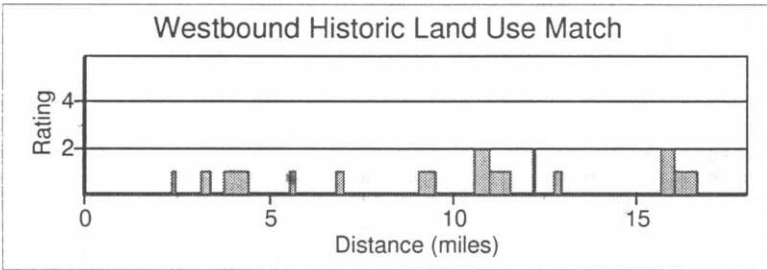 Westbound Historic Land Use Match
Rating
4
2
0 5 10 15
Distance (miles)